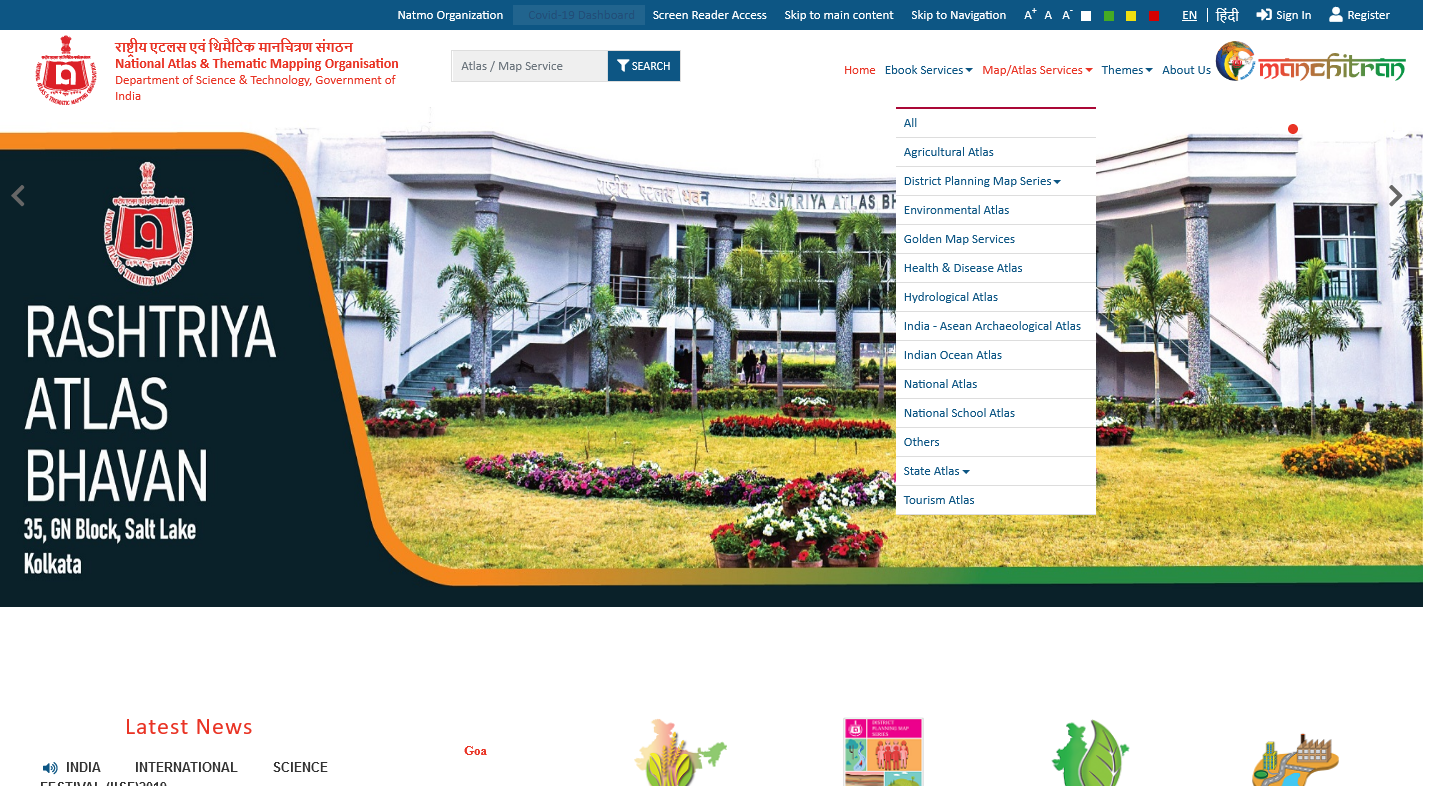 Natmo Organization
Covid-19 Dashboard
Screen Reader Access
Skip to main content
Skip to Navigation
A+ A A-
EN
हिंदी
Sign In
Register
राष्ट्रीय एटलस एवं थिमैटिक मानचित्रण संगठन
National Atlas & Thematic Mapping Organisation
Department of Science & Technology, Government of
India
Atlas / Map Service
SEARCH
Home
Ebook Services
Map/Atlas Services
Themes
About Us
manchitran
All
Agricultural Atlas
District Planning Map Series
Environmental Atlas
Golden Map Services
Health & Disease Atlas
Hydrological Atlas
India - Asean Archaeological Atlas
Indian Ocean Atlas
National Atlas
National School Atlas
Others
State Atlas
Tourism Atlas
राष्ट्रीय एटलस भवन
RASHTRIYA ATLAS BH
RASHTRIYA
ATLAS
BHAVAN
35, GN Block, Salt Lake
Kolkata
Latest News
INDIA INTERNATIONAL SCIENCE
FESTIVAL (IISF)2019
Goa
DISTRICT
PLANNING MAP
SERIES